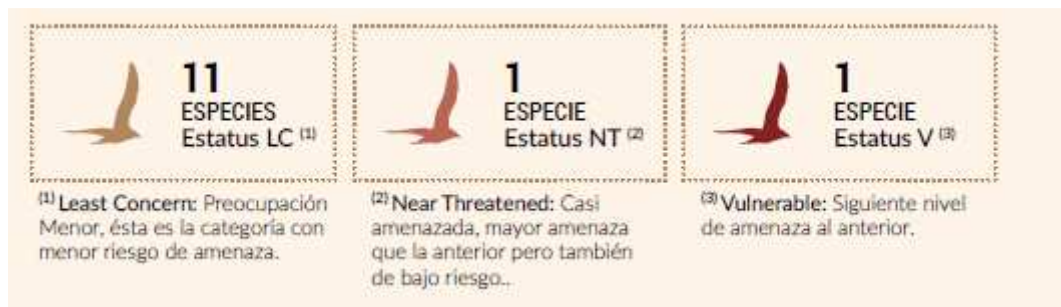 11
ESPECIES
Estatus LC (1)
1
ESPECIE
Estatus NT (2)
1
ESPECIE
Estatus V (3)
(1) Least Concern: Preocupación
Menor, ésta es la categoría con
menor riesgo de amenaza.
(2) Near Threatened: Casi
amenazada, mayor amenaza
que la anterior pero también
de bajo riesgo..
(3) Vulnerable: Siguiente nivel
de amenaza al anterior.